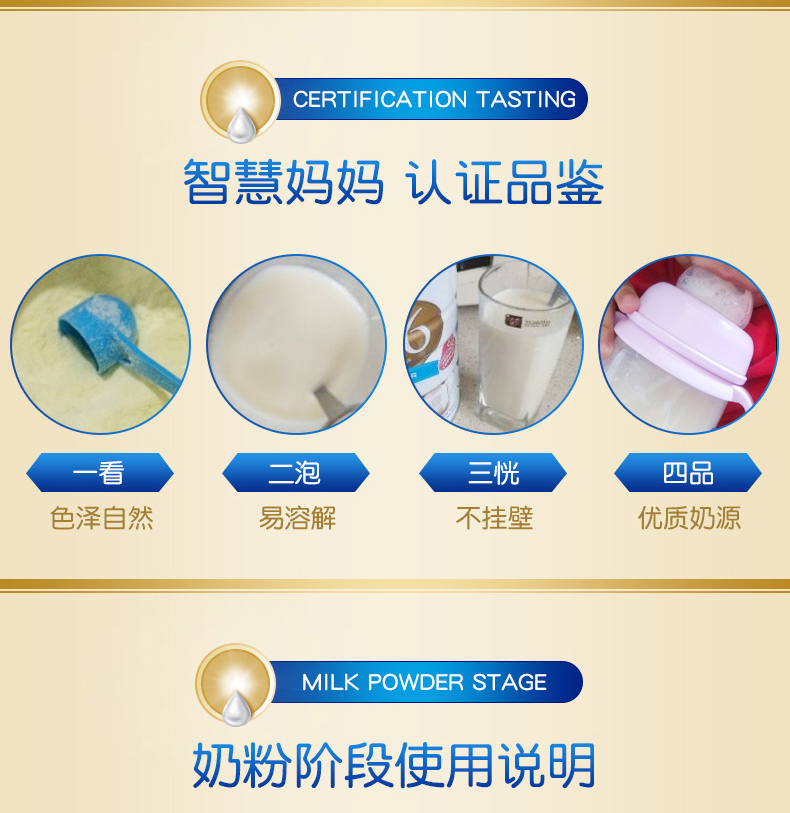 CERTIFICATION TASTING
智慧妈妈 认证品鉴
6
一看
二泡
三恍
四品
色泽自然
易溶解
不挂壁
优质奶源
MILK POWDER STAGE
奶粉阶段使用说明